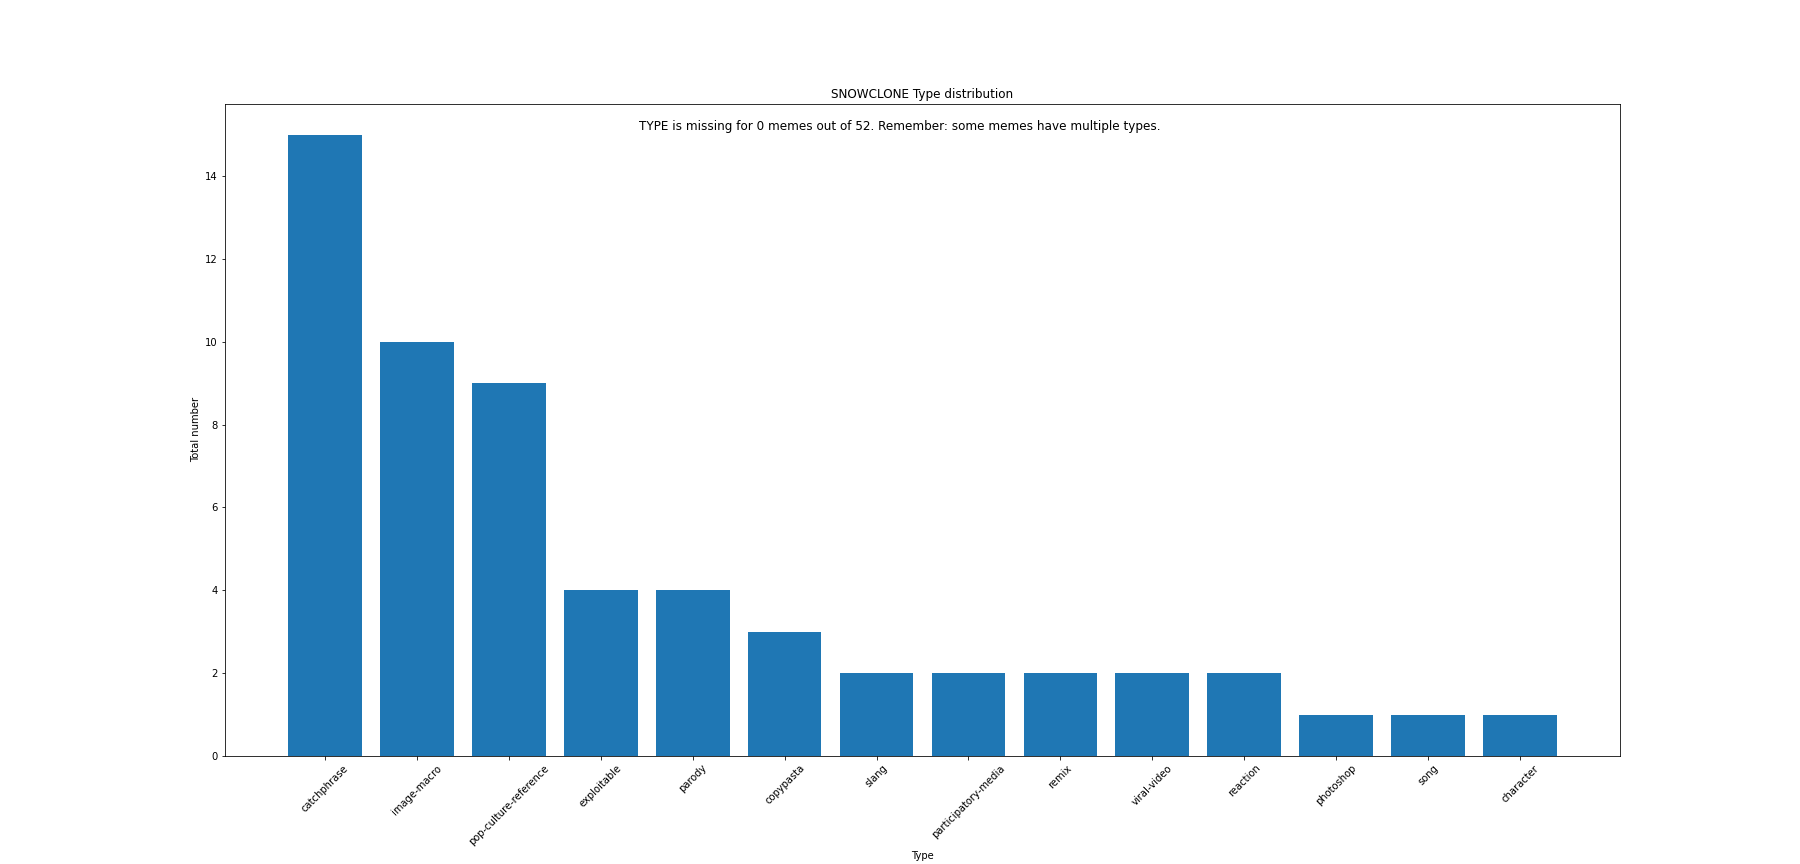 SNOWCLONE Type distribution
TYPE is missing for 0 memes out of 52. Remember: some memes have multiple types.
14
12
10
8
6
4
2
0
Total number
catchphrase
image-macro
pop-culture-reference
exploitable
parody
copypasta
slang
participatory-media
remix
viral-video
reaction
photoshop
song
character
Type